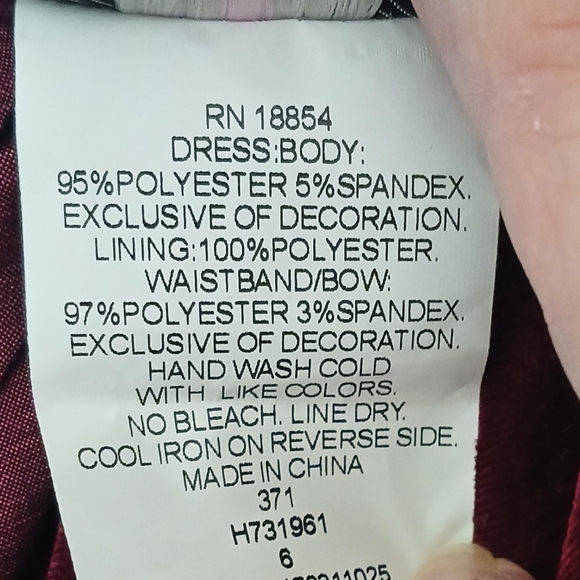 RN 18854
DRESS:BODY:
95%POLYESTER 5%SPANDEX.
EXCLUSIVE OF DECORATION.
LINING:100%POLYESTER.
WAISTBAND/BOW:
97%POLYESTER 3%SPANDEX.
EXCLUSIVE OF DECORATION.
HAND WASH COLD
WITH LIKE COLORS.
NO BLEACH. LINE DRY.
COOL IRON ON REVERSE SIDE.
MADE IN CHINA
371
H731961
6